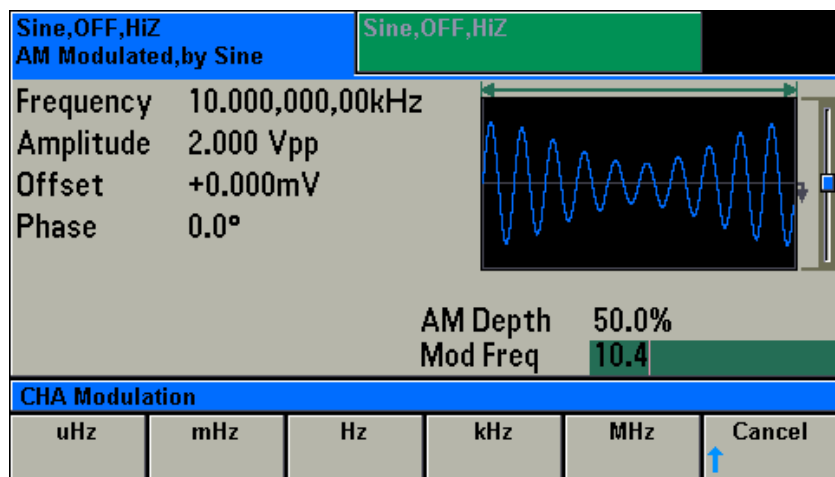 Sine,OFF,HiZ
AM Modulated,by Sine
Sine,OFF,HiZ
Frequency 10.000,000,00kHz
Amplitude 2.000 Vpp
Offset +0.000mV
Phase 0.0°
AM Depth 50.0%
Mod Freq 10.4
CHA Modulation
uHz mHz Hz kHz MHz Cancel